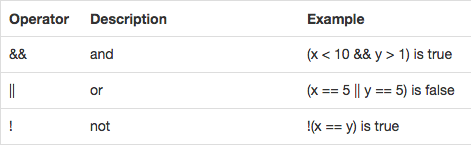 Operator Description Example
&& and (x < 10 && y > 1) is true
|| or (x == 5 || y == 5) is false
! not !(x == y) is true